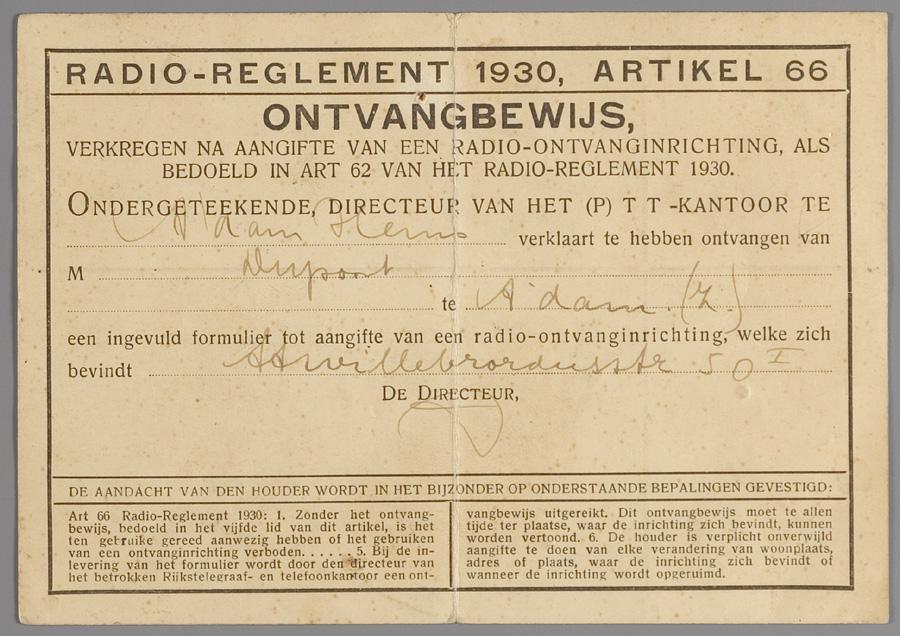 RADIO-REGLEMENT 1930, ARTIKEL 66
ONTVANGBEWIJS,
VERKREGEN NA AANGIFTE VAN EEN RADIO-ONTVANGINRICHTING, ALS
BEDOELD IN ART 62 VAN HET RADIO-REGLEMENT 1930.
ONDERGETEEKENDE, DIRECTEUR VAN HET (P) T T -KANTOOR TE
A'dam verklaart te hebben ontvangen van
M
te A'dam (Z)
een ingevuld formulier tot aangifte van een radio-ontvanginrichting, welke zich
bevindt willebrordusstr 50 I
DE DIRECTEUR,
DE AANDACHT VAN DEN HOUDER WORDT IN HET BIJZONDER OP ONDERSTAANDE BEPALINGEN GEVESTIGD:
Art 66 Radio-Reglement 1930: 1. Zonder het ontvang-
bewijs, bedoeld in het vijfde lid van dit artikel, is het
ten gebruike gereed aanwezig hebben of het gebruiken
van een ontvanginrichting verboden. . . . . . 5. Bij de in-
levering van het formulier wordt door den directeur van
het betrokken Rijkstelegraaf- en telefoonkantoor een ont-
vangbewijs uitgereikt. Dit ontvangbewijs moet te allen
tijde ter plaatse, waar de inrichting zich bevindt, kunnen
worden vertoond. 6. De houder is verplicht onverwijld
aangifte te doen van elke verandering van woonplaats,
adres of plaats, waar de inrichting zich bevindt of
wanneer de inrichting wordt opgeruimd.